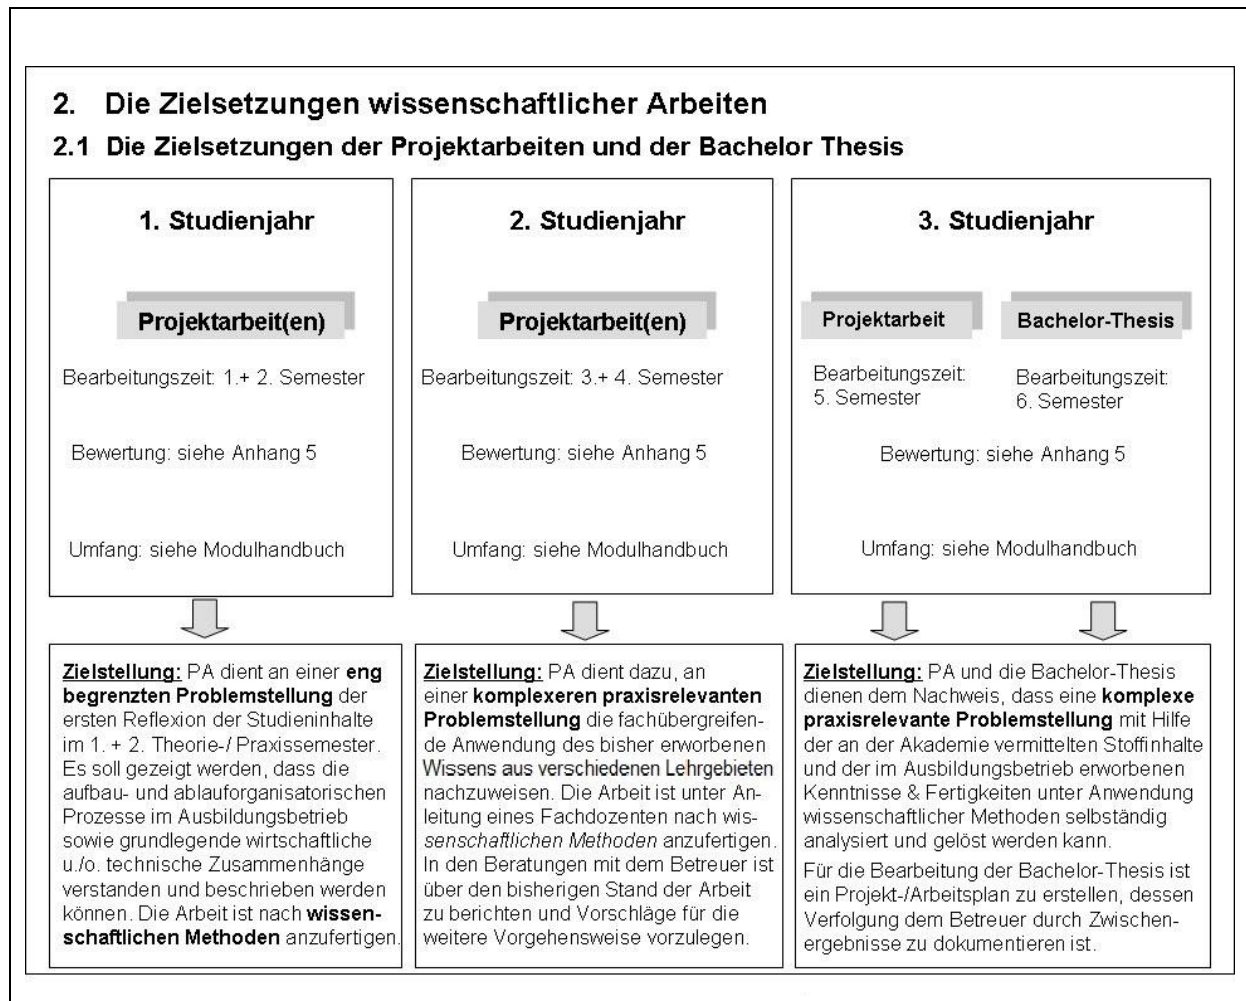 2. Die Zielsetzungen wissenschaftlicher Arbeiten
2.1 Die Zielsetzungen der Projektarbeiten und der Bachelor Thesis
1. Studienjahr
Projektarbeit(en)
Bearbeitungszeit: 1.+ 2. Semester
Bewertung: siehe Anhang 5
Umfang: siehe Modulhandbuch
2. Studienjahr
Projektarbeit(en)
Bearbeitungszeit: 3.+ 4. Semester
Bewertung: siehe Anhang 5
Umfang: siehe Modulhandbuch
3. Studienjahr
Projektarbeit
Bearbeitungszeit:
5. Semester
Bachelor-Thesis
Bearbeitungszeit:
6. Semester
Bewertung: siehe Anhang 5
Umfang: siehe Modulhandbuch
Zielstellung: PA dient an einer eng
begrenzten Problemstellung der
ersten Reflexion der Studieninhalte
im 1. + 2. Theorie-/ Praxissemester.
Es soll gezeigt werden, dass die
aufbau- und ablauforganisatorischen
Prozesse im Ausbildungsbetrieb
sowie grundlegende wirtschaftliche
u./o. technische Zusammenhänge
verstanden und beschrieben werden
können. Die Arbeit ist nach wissen-
schaftlichen Methoden anzufertigen.
Zielstellung: PA dient dazu, an
einer komplexeren praxisrelevanten
Problemstellung die fachübergreifen-
de Anwendung des bisher erworbenen
Wissens aus verschiedenen Lehrgebieten
nachzuweisen. Die Arbeit ist unter An-
leitung eines Fachdozenten nach wis-
senschaftlichen Methoden anzufertigen.
In den Beratungen mit dem Betreuer ist
über den bisherigen Stand der Arbeit
zu berichten und Vorschläge für die
weitere Vorgehensweise vorzulegen.
Zielstellung: PA und die Bachelor-Thesis
dienen dem Nachweis, dass eine komplexe
praxisrelevante Problemstellung mit Hilfe
der an der Akademie vermittelten Stoffinhalte
und der im Ausbildungsbetrieb erworbenen
Kenntnisse & Fertigkeiten unter Anwendung
wissenschaftlicher Methoden selbständig
analysiert und gelöst werden kann.
Für die Bearbeitung der Bachelor-Thesis ist
ein Projekt-/Arbeitsplan zu erstellen, dessen
Verfolgung dem Betreuer durch Zwischen-
ergebnisse zu dokumentieren ist.